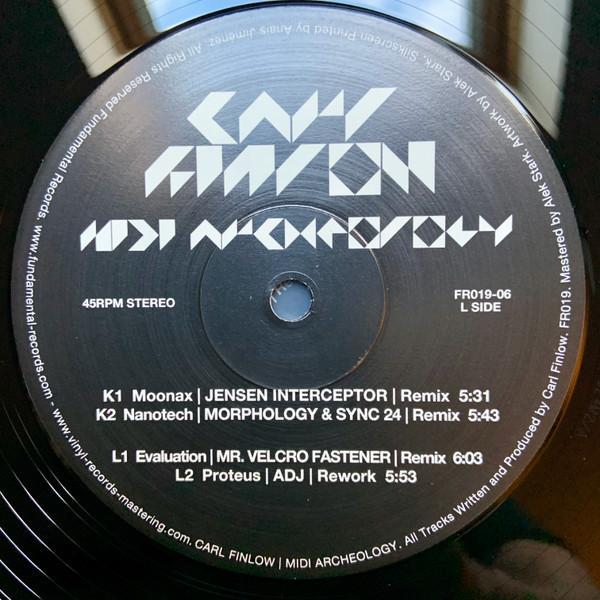 CARL
FINLOW
MIDI ARCHEOLOGY
45RPM STEREO
FR019-06
L SIDE
K1 Moonax | JENSEN INTERCEPTOR | Remix 5:31
K2 Nanotech | MORPHOLOGY & SYNC 24 | Remix 5:43
L1 Evaluation | MR. VELCRO FASTENER | Remix 6:03
L2 Proteus | ADJ | Rework 5:53
CARL FINLOW | MIDI ARCHEOLOGY. All Tracks Written and Produced by Carl Finlow. FR019. Mastered by Alek Stark. Artwork by Alek Stark. Silkscreen Printed by Anaïs Jimenez. All Rights Reserved Fundamental Records. www.fundamental-records.com - www.vinyl-records-mastering.com.